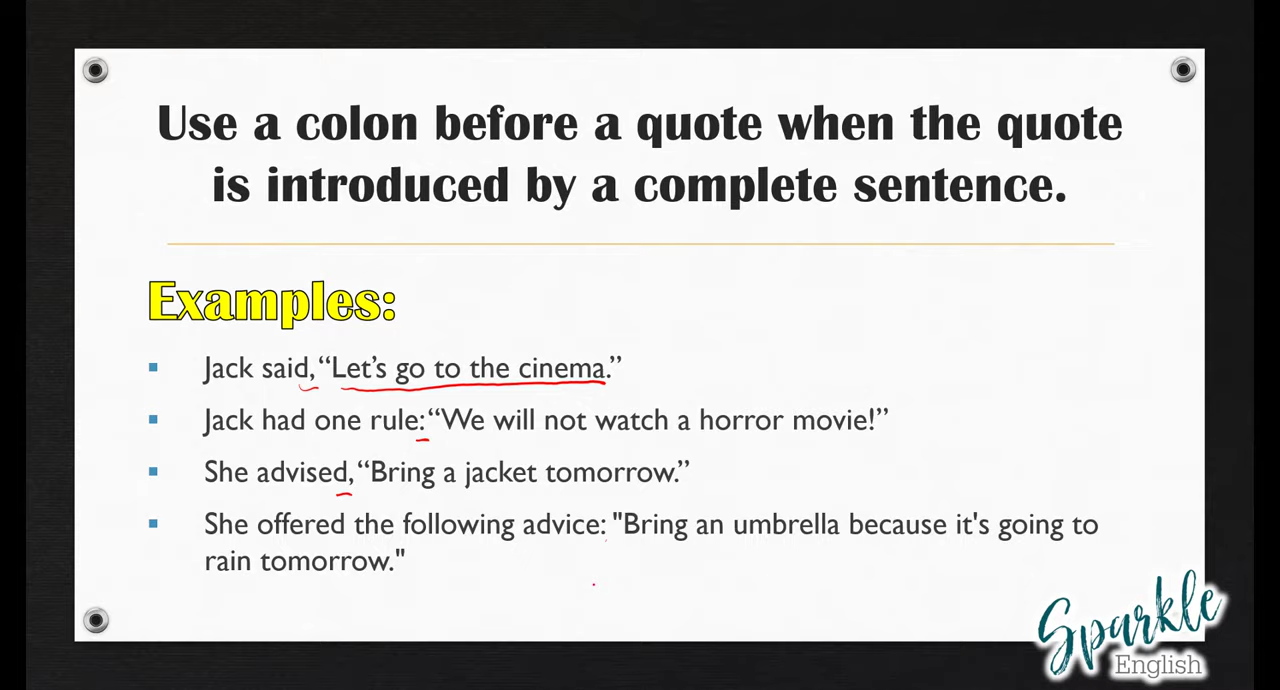 Use a colon before a quote when the quote
is introduced by a complete sentence.
Examples:
▪ Jack said, “Let’s go to the cinema.”
▪ Jack had one rule: “We will not watch a horror movie!”
▪ She advised, “Bring a jacket tomorrow.”
▪ She offered the following advice: "Bring an umbrella because it's going to
rain tomorrow."
Sparkle
English